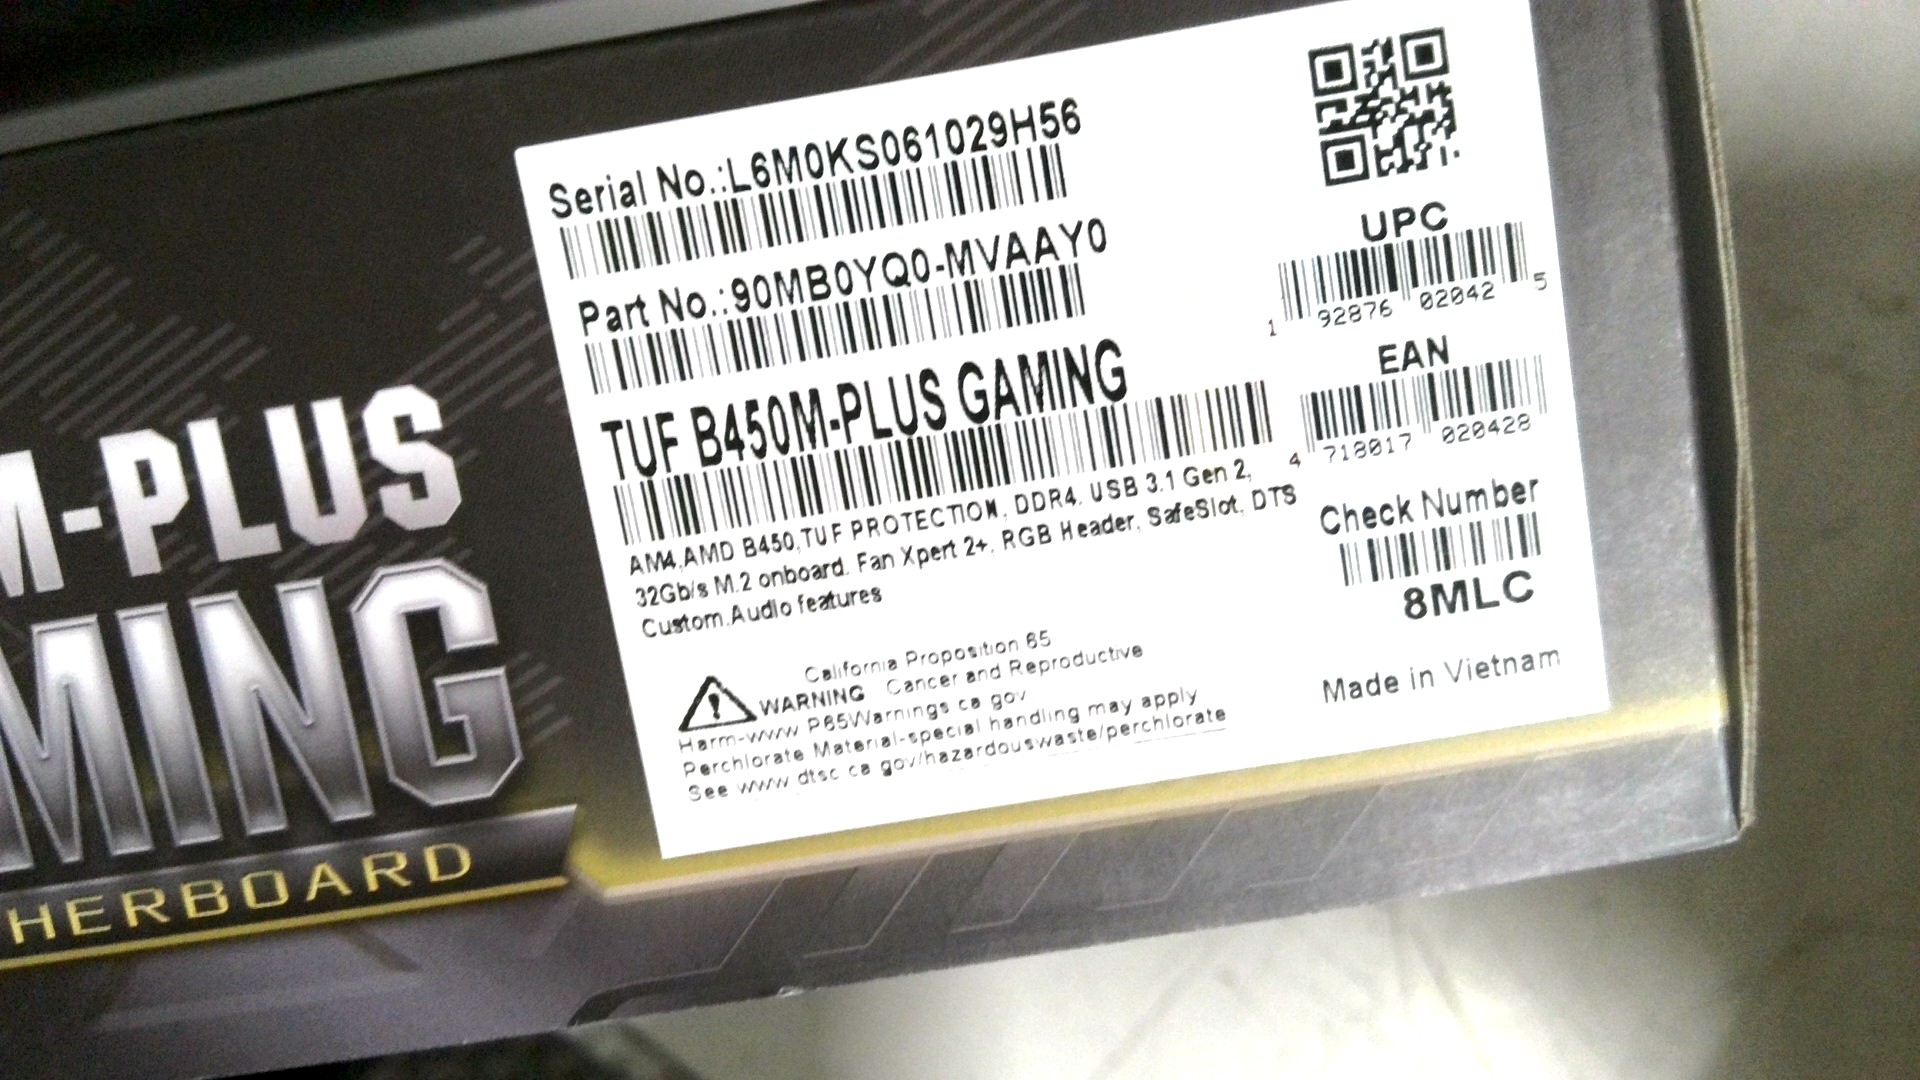 M-PLUS
MING
HERBOARD
Serial No.:L6M0KS061029H56
Part No.:90MB0YQ0-MVAAY0
TUF B450M-PLUS GAMING
AM4,AMD B450,TUF PROTECTION, DDR4, USB 3.1 Gen 2,
32Gb/s M.2 onboard, Fan Xpert 2+, RGB Header, SafeSlot, DTS
Custom,Audio features
California Proposition 65
WARNING Cancer and Reproductive
Harm-www P65Warnings ca gov
Perchlorate Material-special handling may apply
See www dtsc ca gov/hazardouswaste/perchlorate
UPC
1 92876 02042 5
EAN
4 718017 020428
Check Number
8MLC
Made in Vietnam